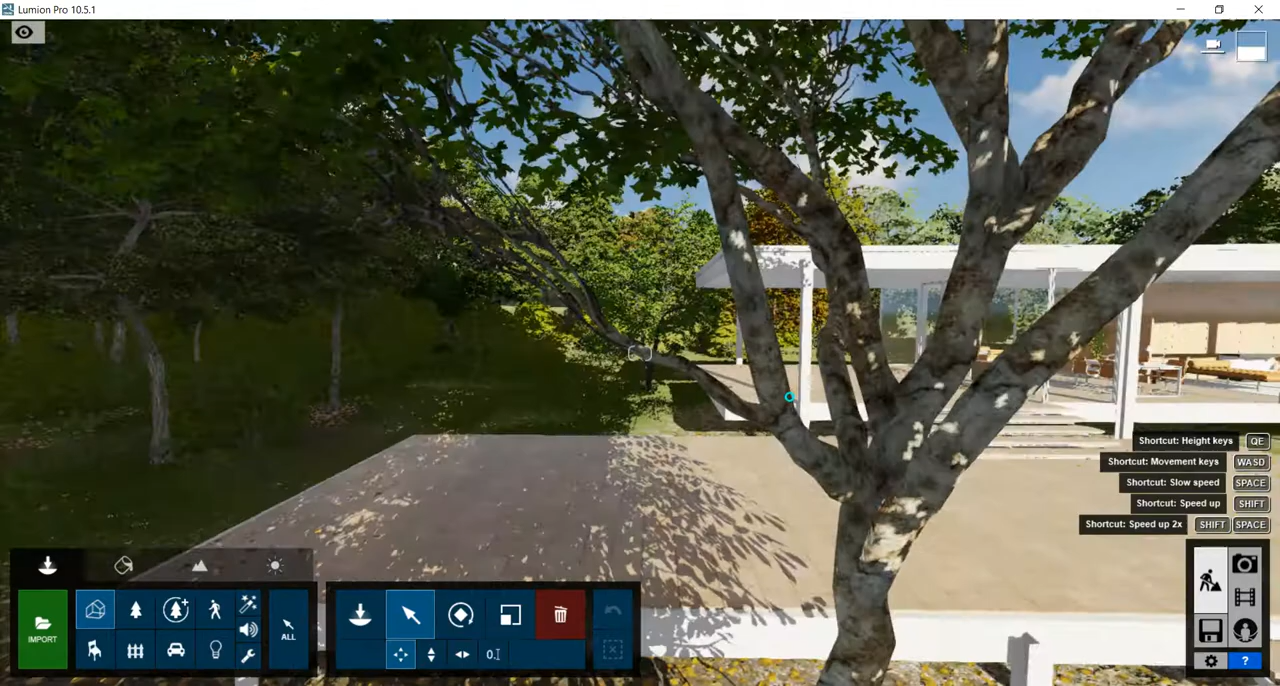 Lumion Pro 10.5.1
Shortcut: Height keys QE
Shortcut: Movement keys WASD
Shortcut: Slow speed SPACE
Shortcut: Speed up SHIFT
Shortcut: Speed up 2x SHIFT SPACE
IMPORT
ALL
0.
?